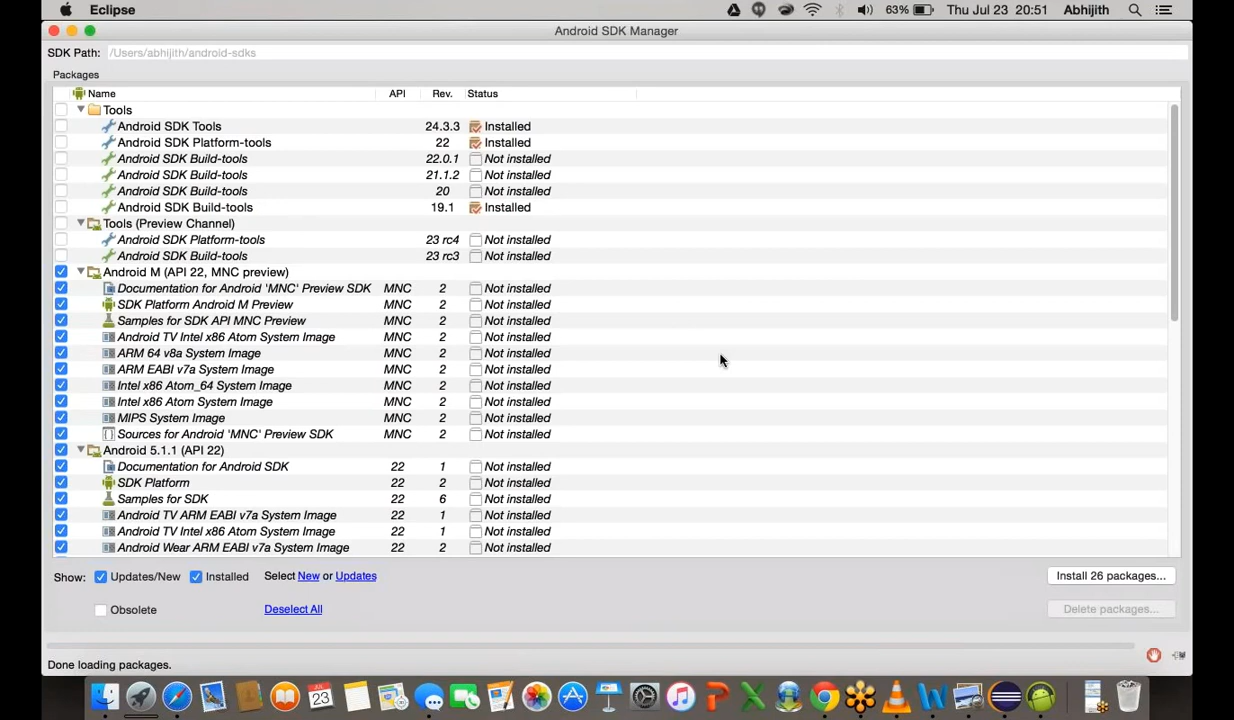 Eclipse 63% Thu Jul 23 20:51 Abhijith
Android SDK Manager
SDK Path: /Users/abhijith/android-sdks
Packages
Name API Rev. Status
Tools
Android SDK Tools 24.3.3 Installed
Android SDK Platform-tools 22 Installed
Android SDK Build-tools 22.0.1 Not installed
Android SDK Build-tools 21.1.2 Not installed
Android SDK Build-tools 20 Not installed
Android SDK Build-tools 19.1 Installed
Tools (Preview Channel)
Android SDK Platform-tools 23 rc4 Not installed
Android SDK Build-tools 23 rc3 Not installed
Android M (API 22, MNC preview)
Documentation for Android 'MNC' Preview SDK MNC 2 Not installed
SDK Platform Android M Preview MNC 2 Not installed
Samples for SDK API MNC Preview MNC 2 Not installed
Android TV Intel x86 Atom System Image MNC 2 Not installed
ARM 64 v8a System Image MNC 2 Not installed
ARM EABI v7a System Image MNC 2 Not installed
Intel x86 Atom_64 System Image MNC 2 Not installed
Intel x86 Atom System Image MNC 2 Not installed
MIPS System Image MNC 2 Not installed
Sources for Android 'MNC' Preview SDK MNC 2 Not installed
Android 5.1.1 (API 22)
Documentation for Android SDK 22 1 Not installed
SDK Platform 22 2 Not installed
Samples for SDK 22 6 Not installed
Android TV ARM EABI v7a System Image 22 1 Not installed
Android TV Intel x86 Atom System Image 22 1 Not installed
Android Wear ARM EABI v7a System Image 22 2 Not installed
Show: Updates/New Installed Select New or Updates Install 26 packages...
Obsolete Deselect All Delete packages...
Done loading packages.
JUL
23